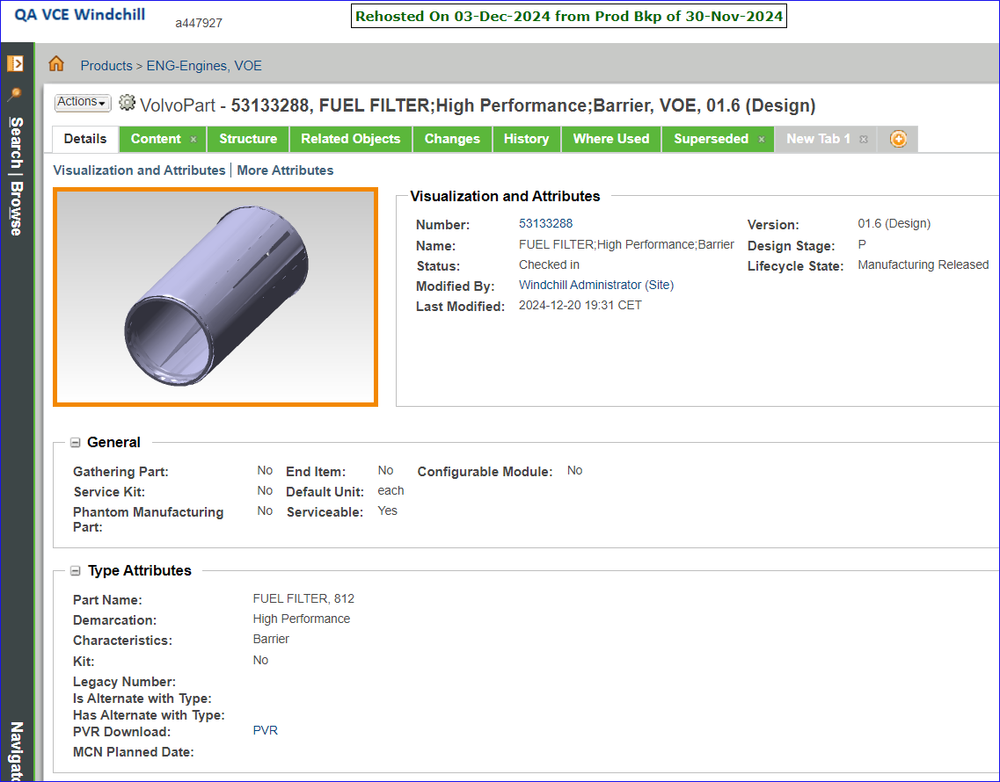 QA VCE Windchill
a447927
Rehosted On 03-Dec-2024 from Prod Bkp of 30-Nov-2024
Search | Browse
Navigato
Products > ENG-Engines, VOE
Actions
VolvoPart - 53133288, FUEL FILTER;High Performance;Barrier, VOE, 01.6 (Design)
Details Content × Structure Related Objects Changes History Where Used Superseded × New Tab 1
Visualization and Attributes | More Attributes
Visualization and Attributes
Number: 53133288 Version: 01.6 (Design)
Name: FUEL FILTER;High Performance;Barrier Design Stage: P
Status: Checked in Lifecycle State: Manufacturing Released
Modified By: Windchill Administrator (Site)
Last Modified: 2024-12-20 19:31 CET
General
Gathering Part: No End Item: No Configurable Module: No
Service Kit: No Default Unit: each
Phantom Manufacturing Part: No Serviceable: Yes
Type Attributes
Part Name: FUEL FILTER, 812
Demarcation: High Performance
Characteristics: Barrier
Kit: No
Legacy Number:
Is Alternate with Type:
Has Alternate with Type:
PVR Download: PVR
MCN Planned Date: